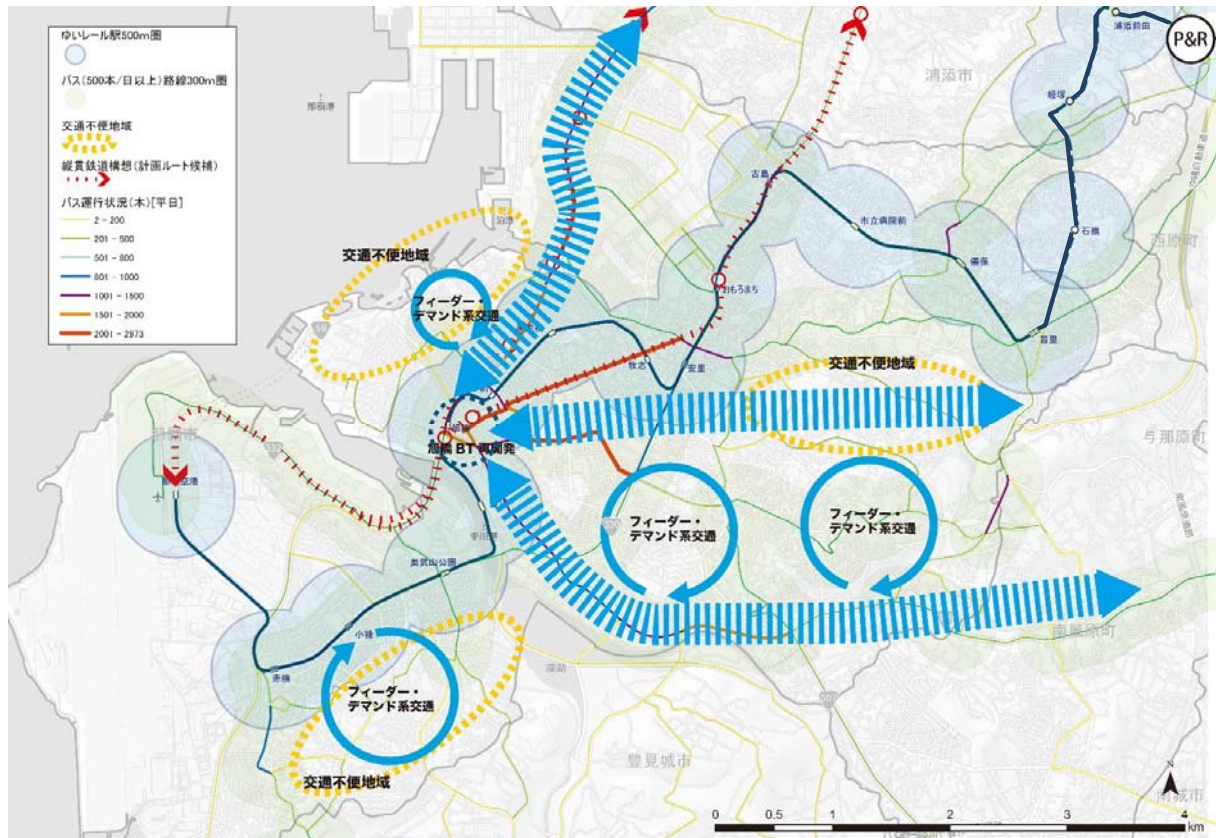 ゆいレール駅500m圏
バス(500本/日以上)路線300m圏
交通不便地域
縦貫鉄道構想(計画ルート候補)
バス運行状況(本)[平日]
2 - 200
201 - 500
501 - 800
801 - 1000
1001 - 1500
1501 - 2000
2001 - 2973
浦添前田
P&R
浦添市
経塚
那覇港
古島
市立病院前
石嶺
儀保
西原町
泊港
交通不便地域
フィーダー・
デマンド系交通
おもろまち
首里
牧志
安里
交通不便地域
旭橋 BT 再開発
与那原町
フィーダー・
デマンド系交通
フィーダー・
デマンド系交通
奥武山公園
小禄
赤嶺
南風原町
フィーダー・
デマンド系交通
交通不便地域
豊見城市
南城市
N
0 0.5 1 2 3 4
km